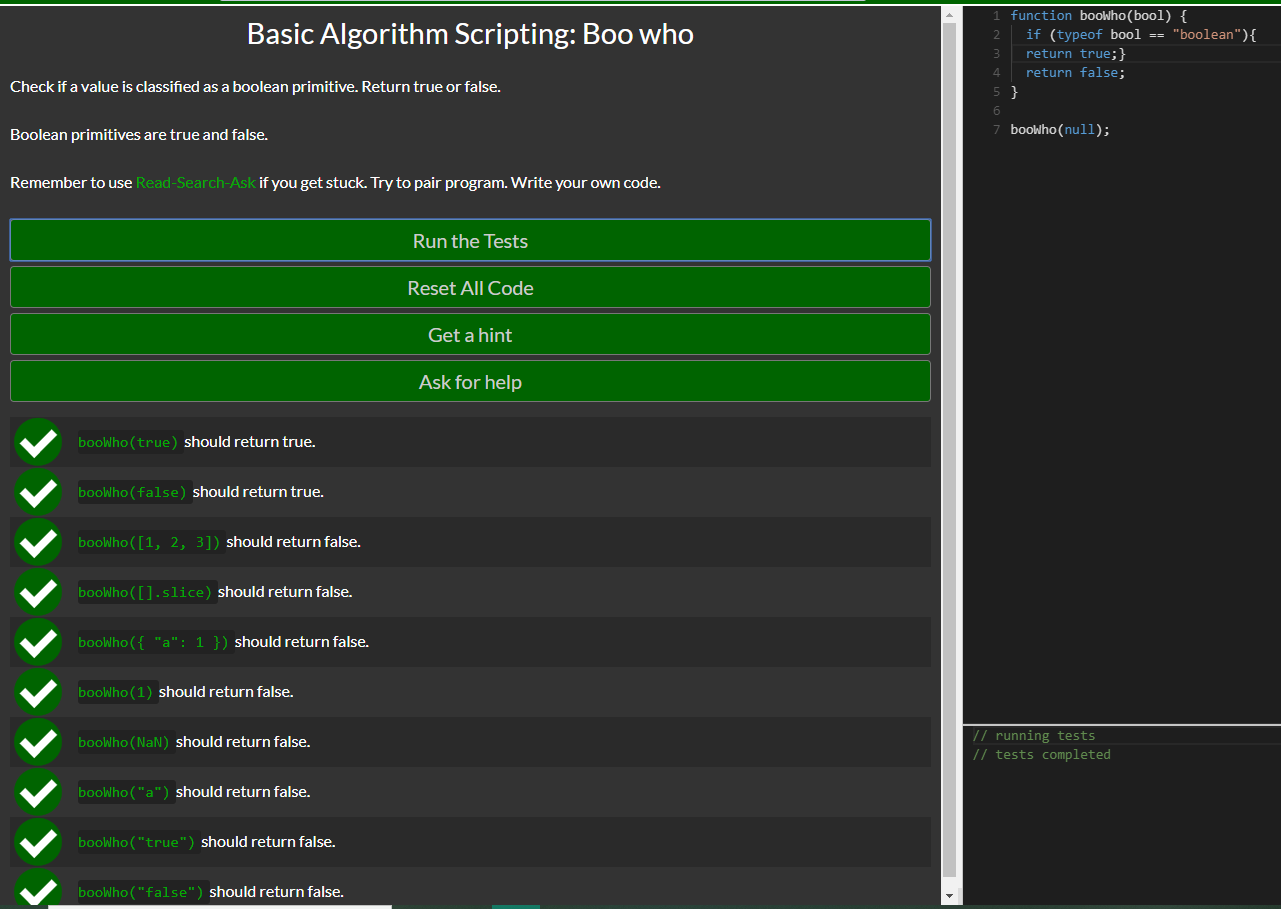 Basic Algorithm Scripting: Boo who
Check if a value is classified as a boolean primitive. Return true or false.
Boolean primitives are true and false.
Remember to use Read-Search-Ask if you get stuck. Try to pair program. Write your own code.
Run the Tests
Reset All Code
Get a hint
Ask for help
booWho(true) should return true.
booWho(false) should return true.
booWho([1, 2, 3]) should return false.
booWho([].slice) should return false.
booWho({ "a": 1 }) should return false.
booWho(1) should return false.
booWho(NaN) should return false.
booWho("a") should return false.
booWho("true") should return false.
booWho("false") should return false.
1 function booWho(bool) {
2 if (typeof bool == "boolean"){
3 return true;}
4 return false;
5 }
6
7 booWho(null);
// running tests
// tests completed